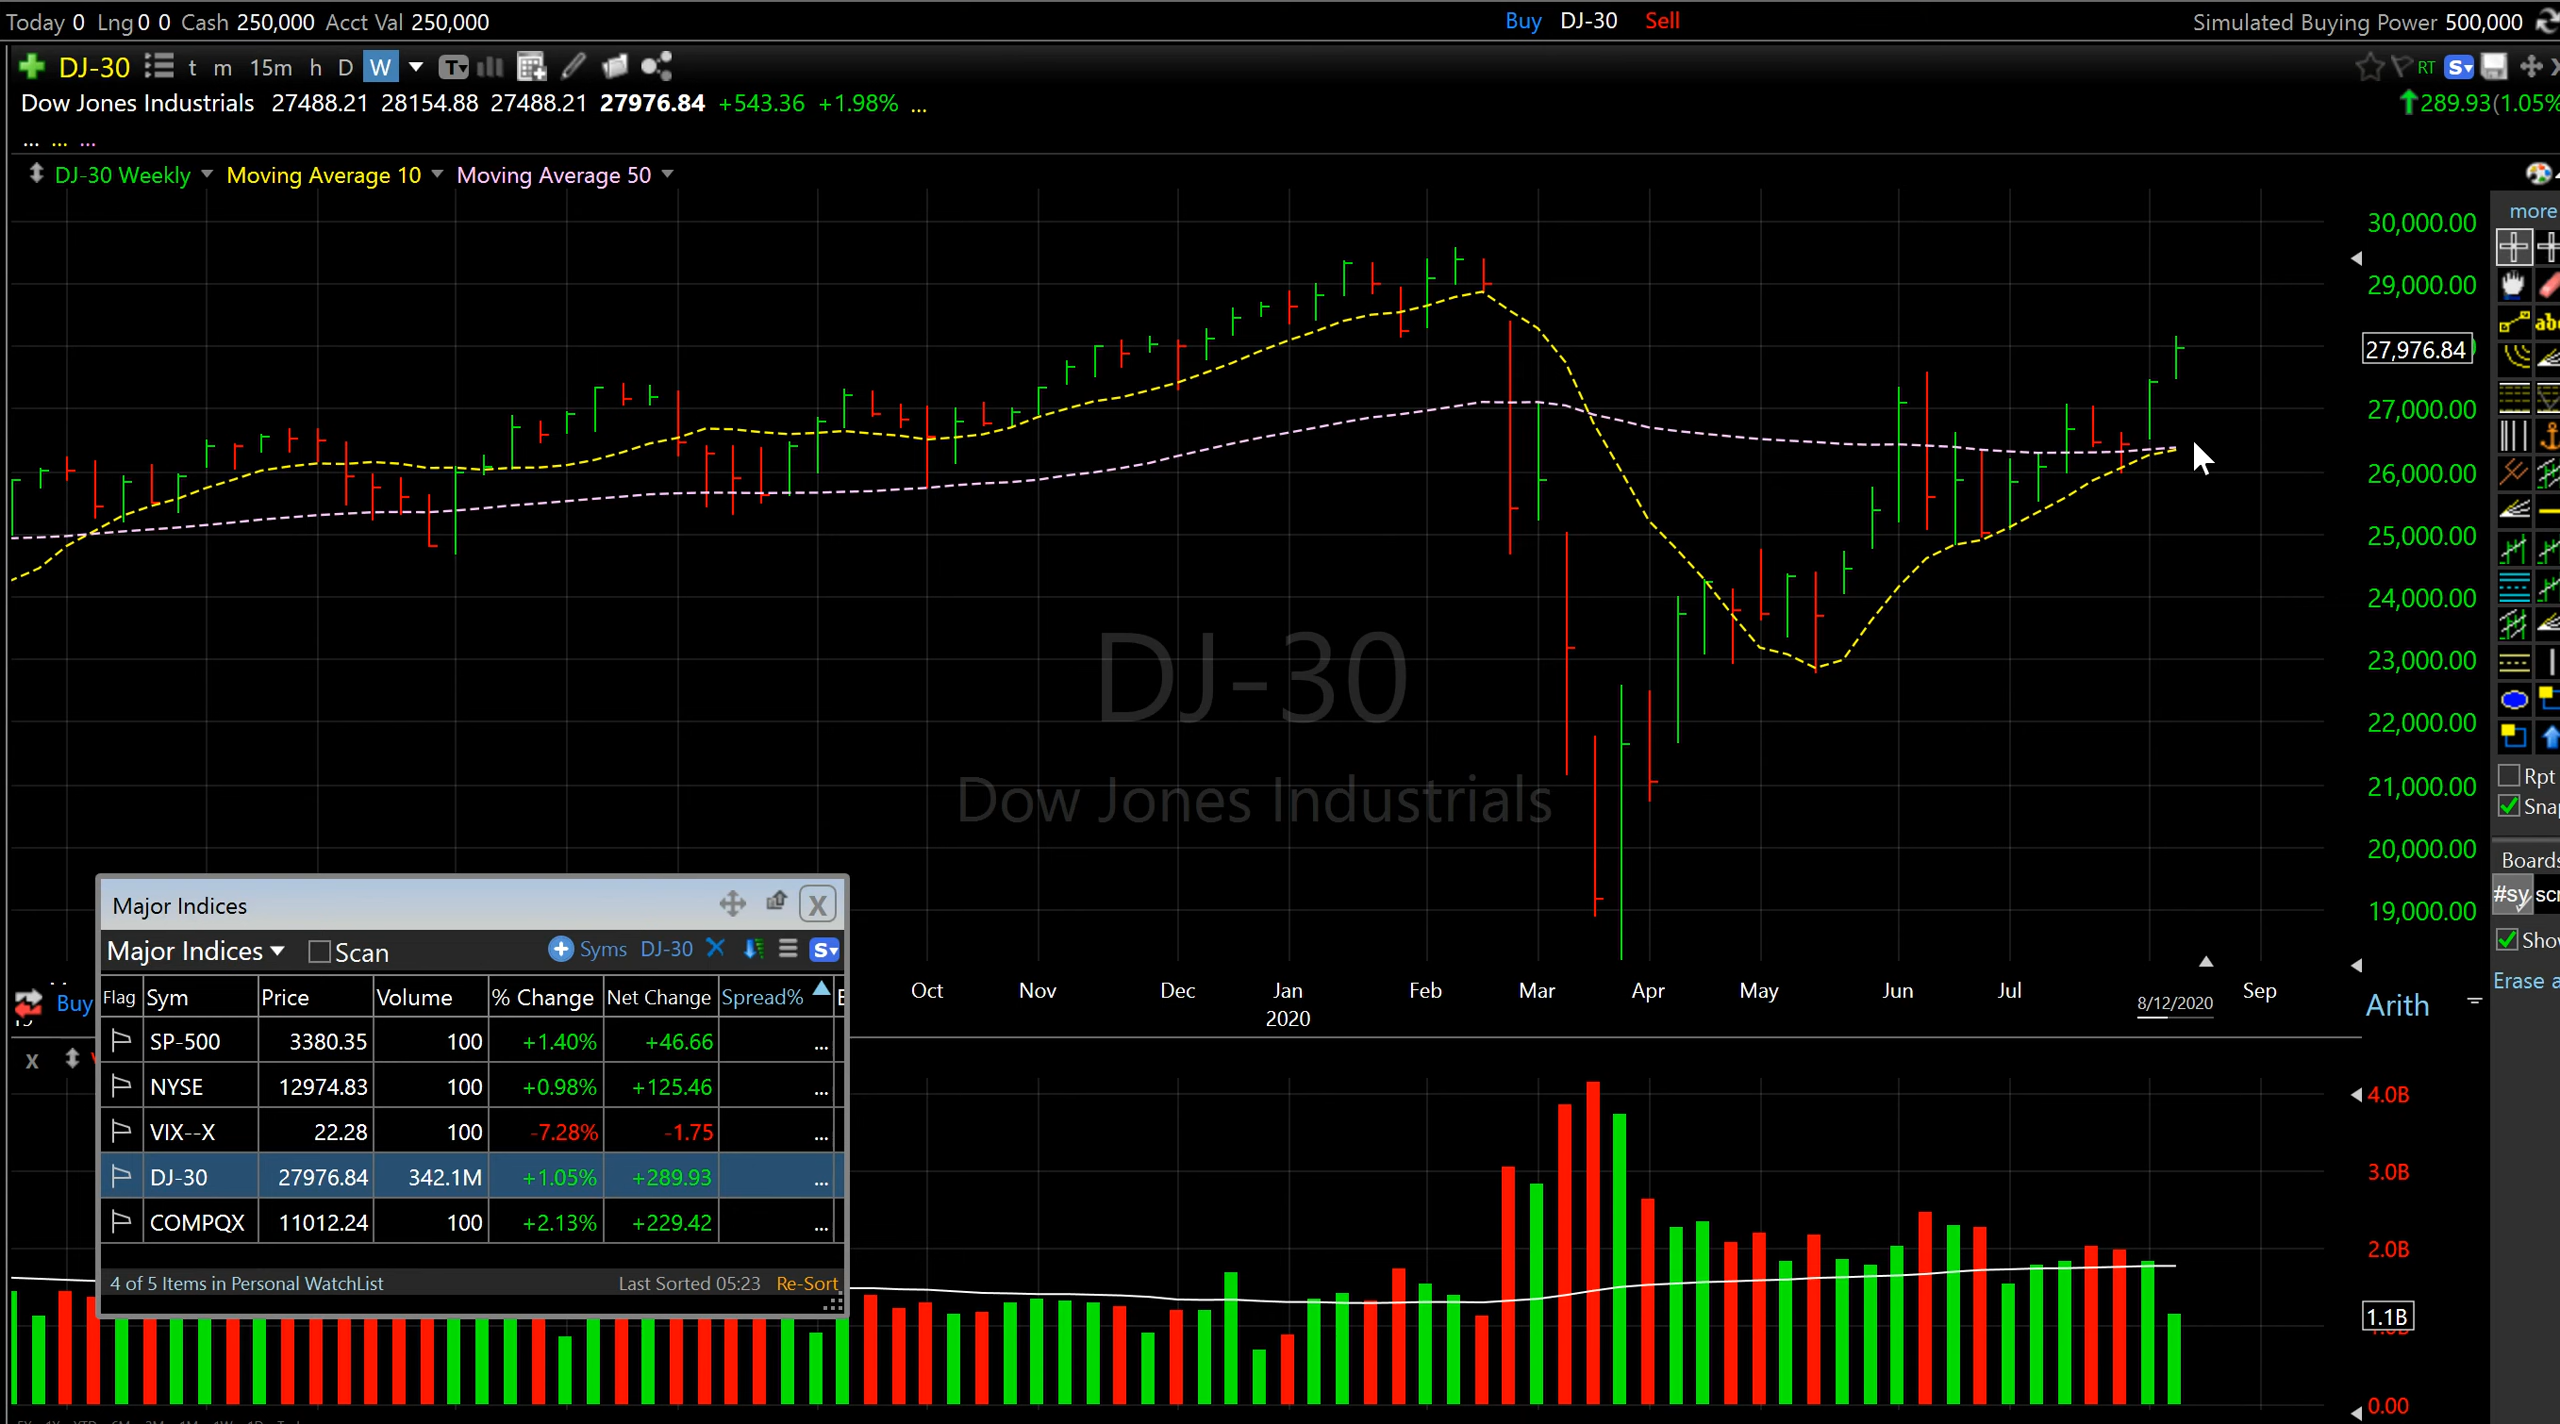 Today 0 Lng 0 0 Cash 250,000 Acct Val 250,000
Buy DJ-30 Sell
Simulated Buying Power 500,000
DJ-30 t m 15m h D W T RT S
Dow Jones Industrials 27488.21 28154.88 27488.21 27976.84 +543.36 +1.98% ...
289.93(1.05%
... ... ...
DJ-30 Weekly Moving Average 10 Moving Average 50
more
30,000.00
29,000.00
27,976.84
27,000.00
26,000.00
25,000.00
24,000.00
23,000.00
22,000.00
21,000.00
20,000.00
19,000.00
DJ-30
Dow Jones Industrials
abc
Rpt
Snap
Boards
#sy scr
Show
Erase a
Oct Nov Dec Jan Feb Mar Apr May Jun Jul 8/12/2020 Sep
2020
Arith
Buy
Major Indices X
Major Indices Scan Syms DJ-30 S
Flag Sym Price Volume % Change Net Change Spread%
SP-500 3380.35 100 +1.40% +46.66 ...
NYSE 12974.83 100 +0.98% +125.46 ...
VIX--X 22.28 100 -7.28% -1.75 ...
DJ-30 27976.84 342.1M +1.05% +289.93 ...
COMPQX 11012.24 100 +2.13% +229.42 ...
4 of 5 Items in Personal WatchList Last Sorted 05:23 Re-Sort
x
4.0B
3.0B
2.0B
1.1B
0.00